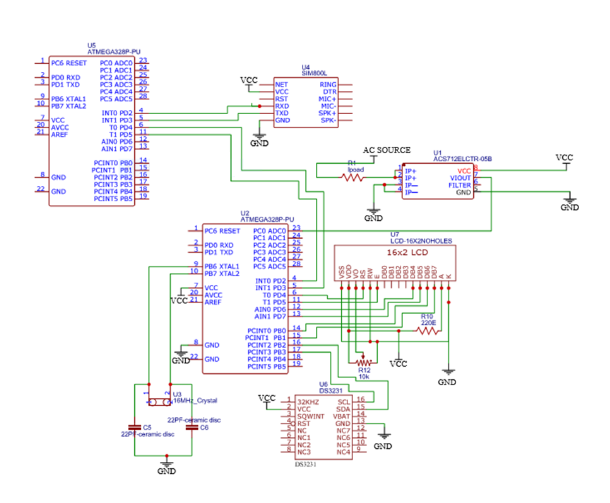 U5
ATMEGA328P-PU
1 PC6 RESET PC0 ADC0 23
PC1 ADC1 24
2 PD0 RXD PC2 ADC2 25
3 PD1 TXD PC3 ADC3 26
PC4 ADC4 27
9 PB6 XTAL1 PC5 ADC5 28
10 PB7 XTAL2
INT0 PD2 4
7 VCC INT1 PD3 5
20 AVCC T0 PD4 6
21 AREF T1 PD5 11
AIN0 PD6 12
AIN1 PD7 13
PCINT0 PB0 14
PCINT1 PB1 15
8 GND PCINT2 PB2 16
PCINT3 PB3 17
22 GND PCINT4 PB4 18
PCINT5 PB5 19
U4
SIM800L
VCC
NET RING
VCC DTR
RST MIC+
RXD MIC-
TXD SPK+
GND SPK-
GND
AC SOURCE
R1
lpoad
U1
ACS712ELCTR-05B
1 IP+ VCC 8
2 IP+ VIOUT 7
3 IP- FILTER 6
4 IP- GND 5
VCC
GND
GND
U2
ATMEGA328P-PU
1 PC6 RESET PC0 ADC0 23
PC1 ADC1 24
2 PD0 RXD PC2 ADC2 25
3 PD1 TXD PC3 ADC3 26
PC4 ADC4 27
9 PB6 XTAL1 PC5 ADC5 28
10 PB7 XTAL2
INT0 PD2 4
7 VCC INT1 PD3 5
20 AVCC T0 PD4 6
21 AREF T1 PD5 11
AIN0 PD6 12
AIN1 PD7 13
PCINT0 PB0 14
PCINT1 PB1 15
8 GND PCINT2 PB2 16
PCINT3 PB3 17
22 GND PCINT4 PB4 18
PCINT5 PB5 19
VCC
GND
U7
LCD-16X2NOHOLES
16x2 LCD
VSS VDD VO RS RW E DB0 DB1 DB2 DB3 DB4 DB5 DB6 DB7 A K
R10
220E
VCC
GND
R12
10k
1 2
U3
16MHz_Crystal
22PF-ceramic disc
C5 C6
22PF-ceramic disc
GND
U6
DS3231
VCC
1 32KHZ SCL 16
2 VCC SDA 15
3 SQWINT VBAT 14
4 RST GND 13
5 NC NC7 12
6 NC1 NC6 11
7 NC2 NC5 10
8 NC3 NC4 9
DS3231
GND